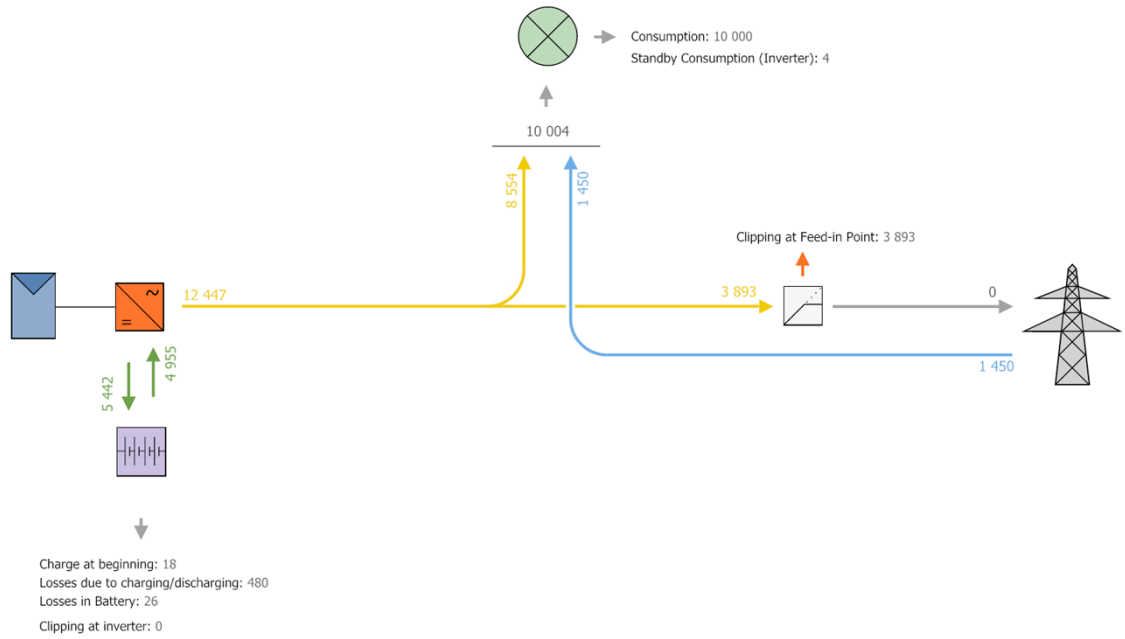 Consumption: 10 000
Standby Consumption (Inverter): 4
10 004
8 554
1 450
Clipping at Feed-in Point: 3 893
12 447
3 893
0
1 450
5 442
4 955
Charge at beginning: 18
Losses due to charging/discharging: 480
Losses in Battery: 26
Clipping at inverter: 0